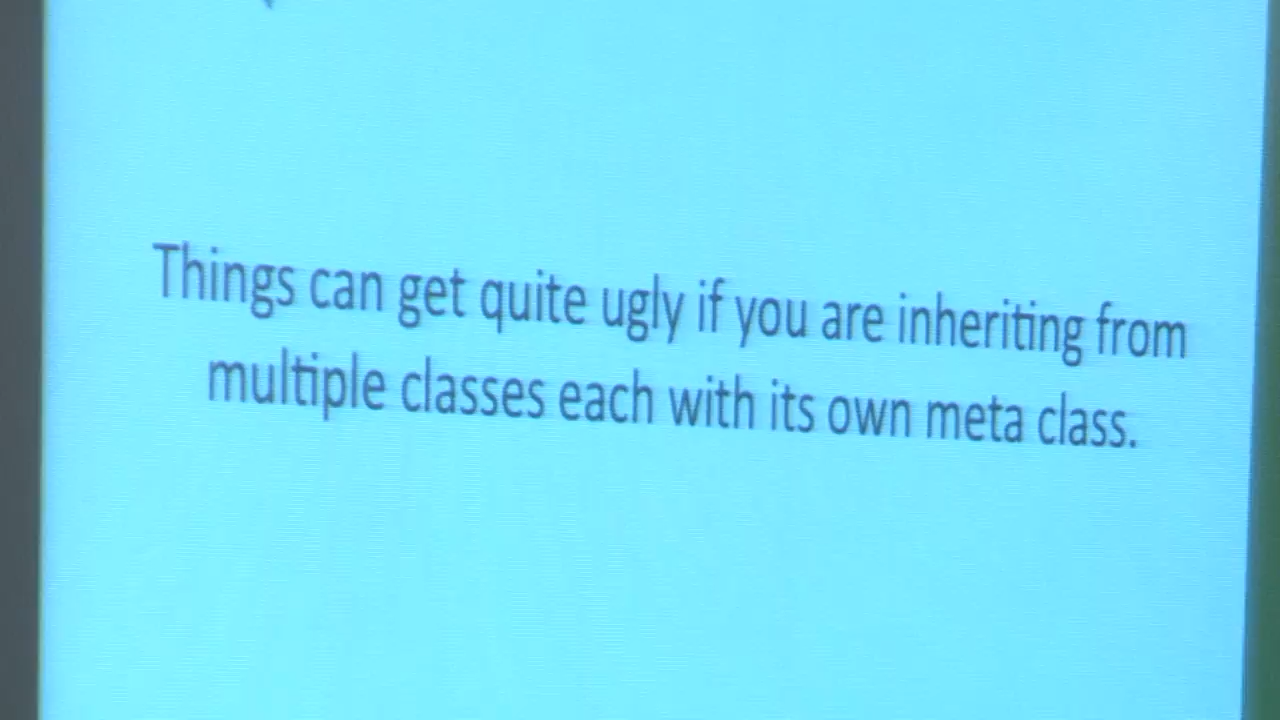 Things can get quite ugly if you are inheriting from
multiple classes each with its own meta class.